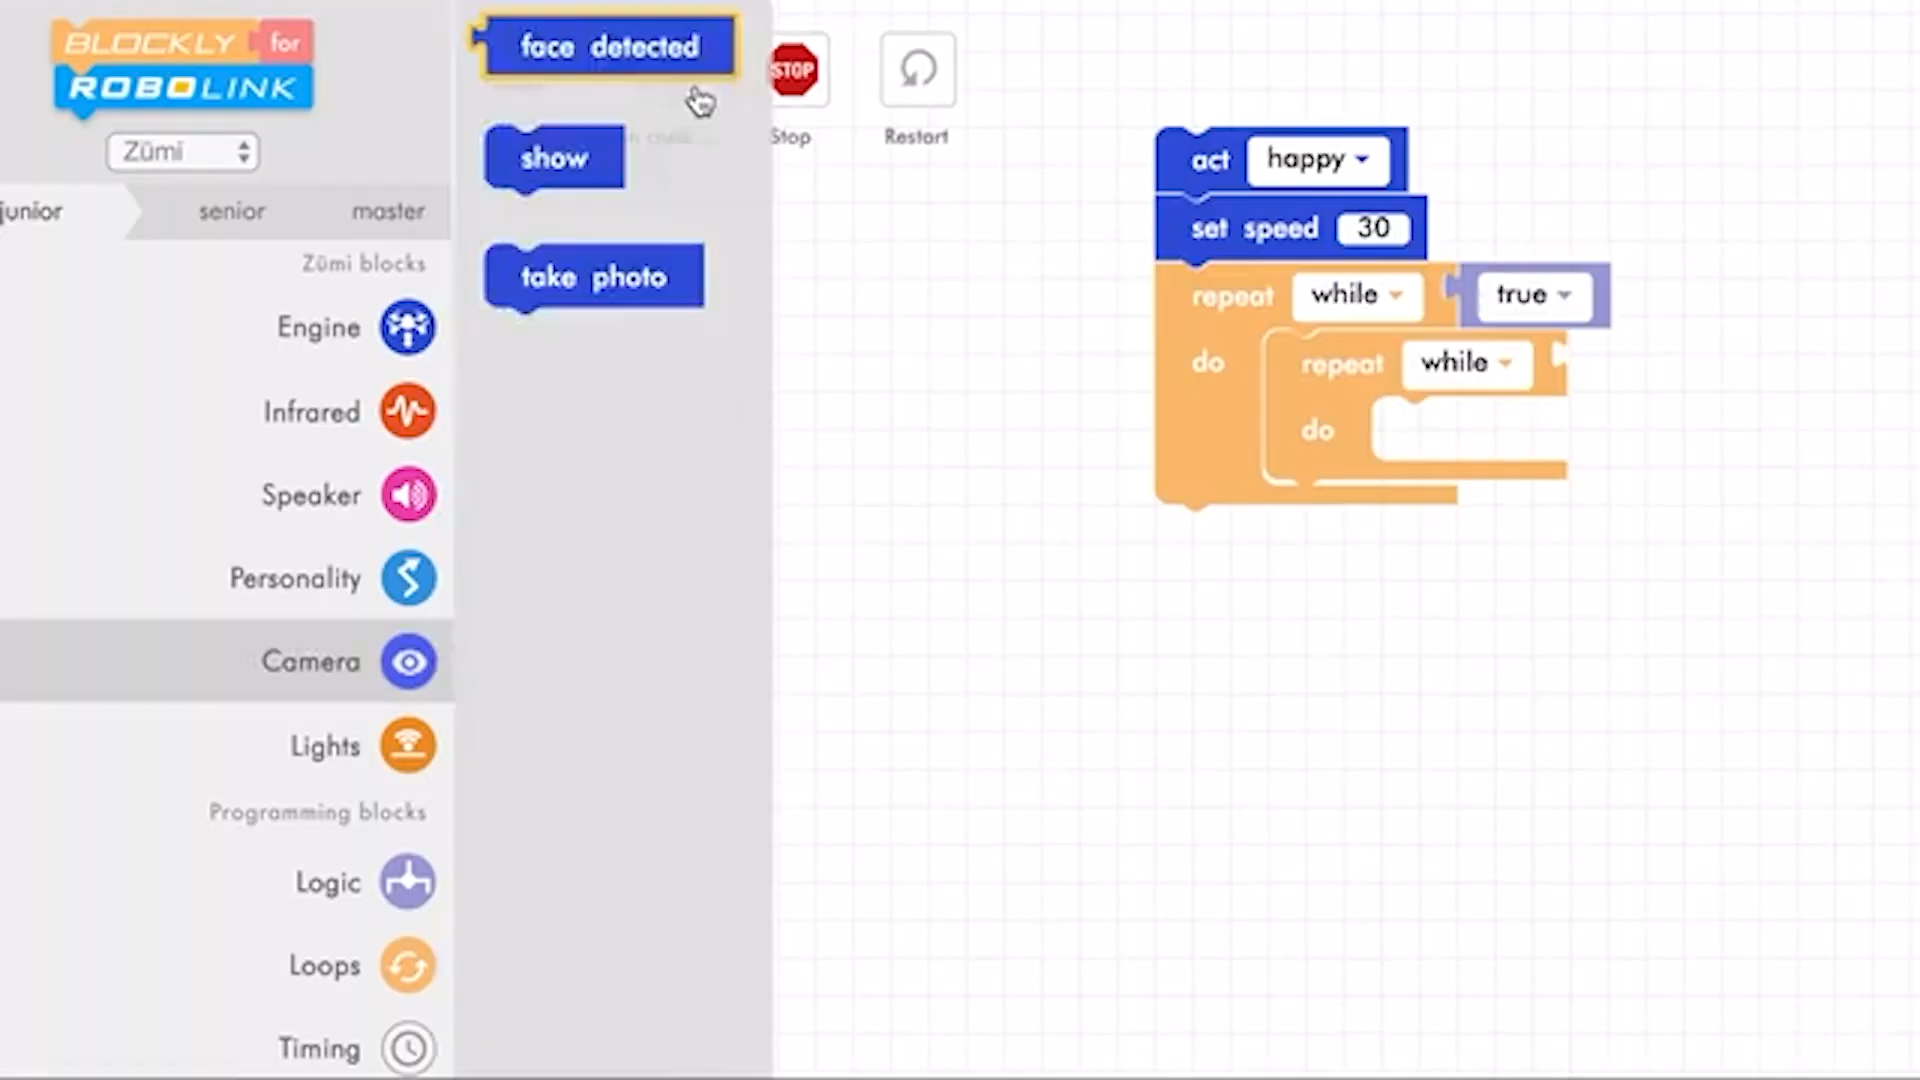 BLOCKLY for
ROBOLINK
Zūmi
junior
senior
master
Zūmi blocks
Engine
Infrared
Speaker
Personality
Camera
Lights
Programming blocks
Logic
Loops
Timing
face detected
show
take photo
STOP
Stop
Restart
act happy
set speed 30
repeat while true
do repeat while
do